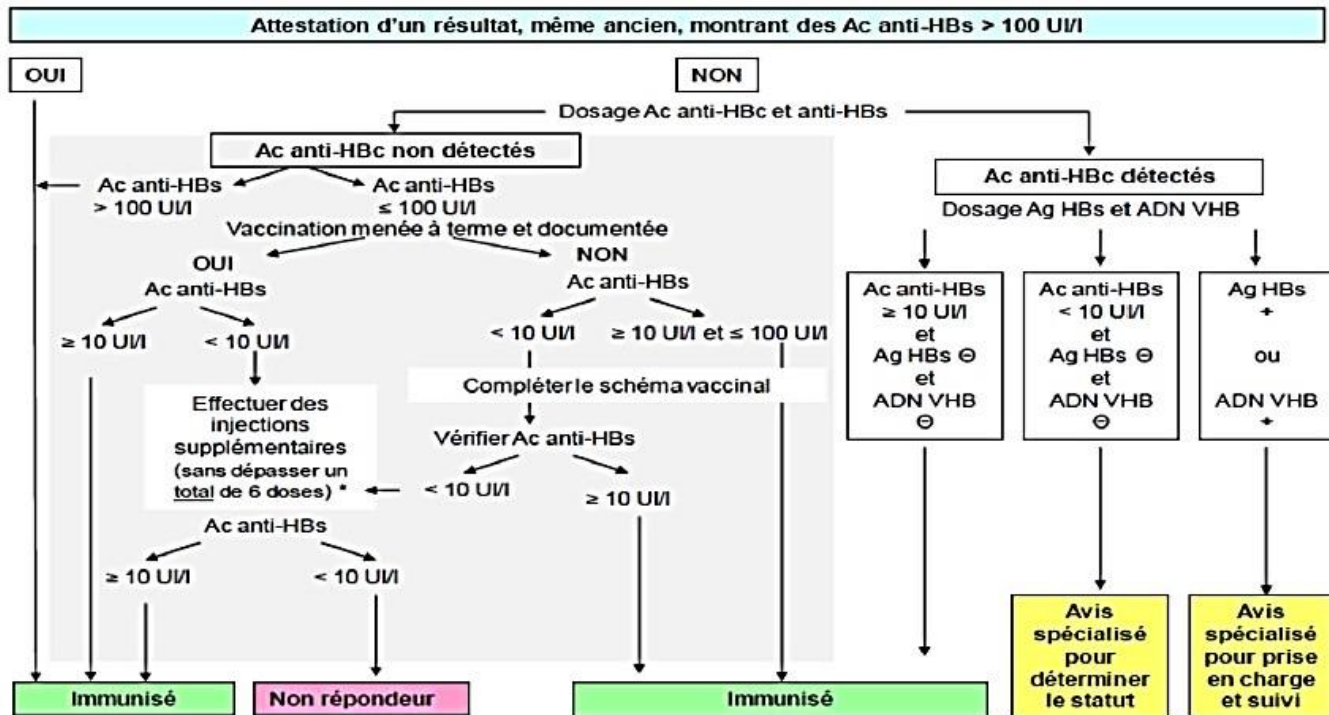 Attestation d'un résultat, même ancien, montrant des Ac anti-HBs > 100 UI/l
OUI
NON
Dosage Ac anti-HBc et anti-HBs
Ac anti-HBc non détectés
Ac anti-HBs
> 100 UI/l
Ac anti-HBs
≤ 100 UI/l
Vaccination menée à terme et documentée
OUI
Ac anti-HBs
≥ 10 UI/l
< 10 UI/l
Effectuer des
injections
supplémentaires
(sans dépasser un
total de 6 doses) *
Ac anti-HBs
≥ 10 UI/l
< 10 UI/l
NON
Ac anti-HBs
< 10 UI/l
≥ 10 UI/l et ≤ 100 UI/l
Compléter le schéma vaccinal
Vérifier Ac anti-HBs
< 10 UI/l
≥ 10 UI/l
Ac anti-HBc détectés
Dosage Ag HBs et ADN VHB
Ac anti-HBs
≥ 10 UI/l
et
Ag HBs ⊖
et
ADN VHB
⊖
Ac anti-HBs
< 10 UI/l
et
Ag HBs ⊖
et
ADN VHB
⊖
Ag HBs
+
ou
ADN VHB
+
Immunisé
Non répondeur
Immunisé
Avis
spécialisé
pour
déterminer
le statut
Avis
spécialisé
pour prise
en charge
et suivi